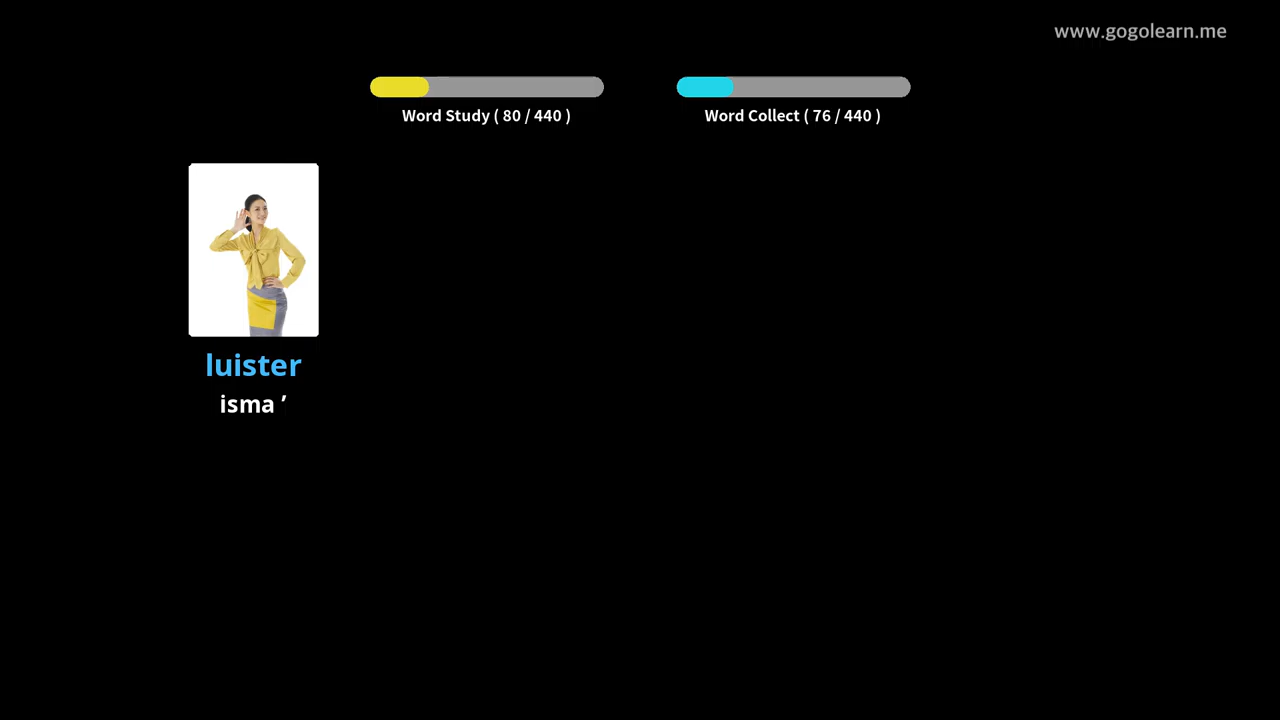 www.gogolearn.me
Word Study ( 80 / 440 )
Word Collect ( 76 / 440 )
luister
isma ’